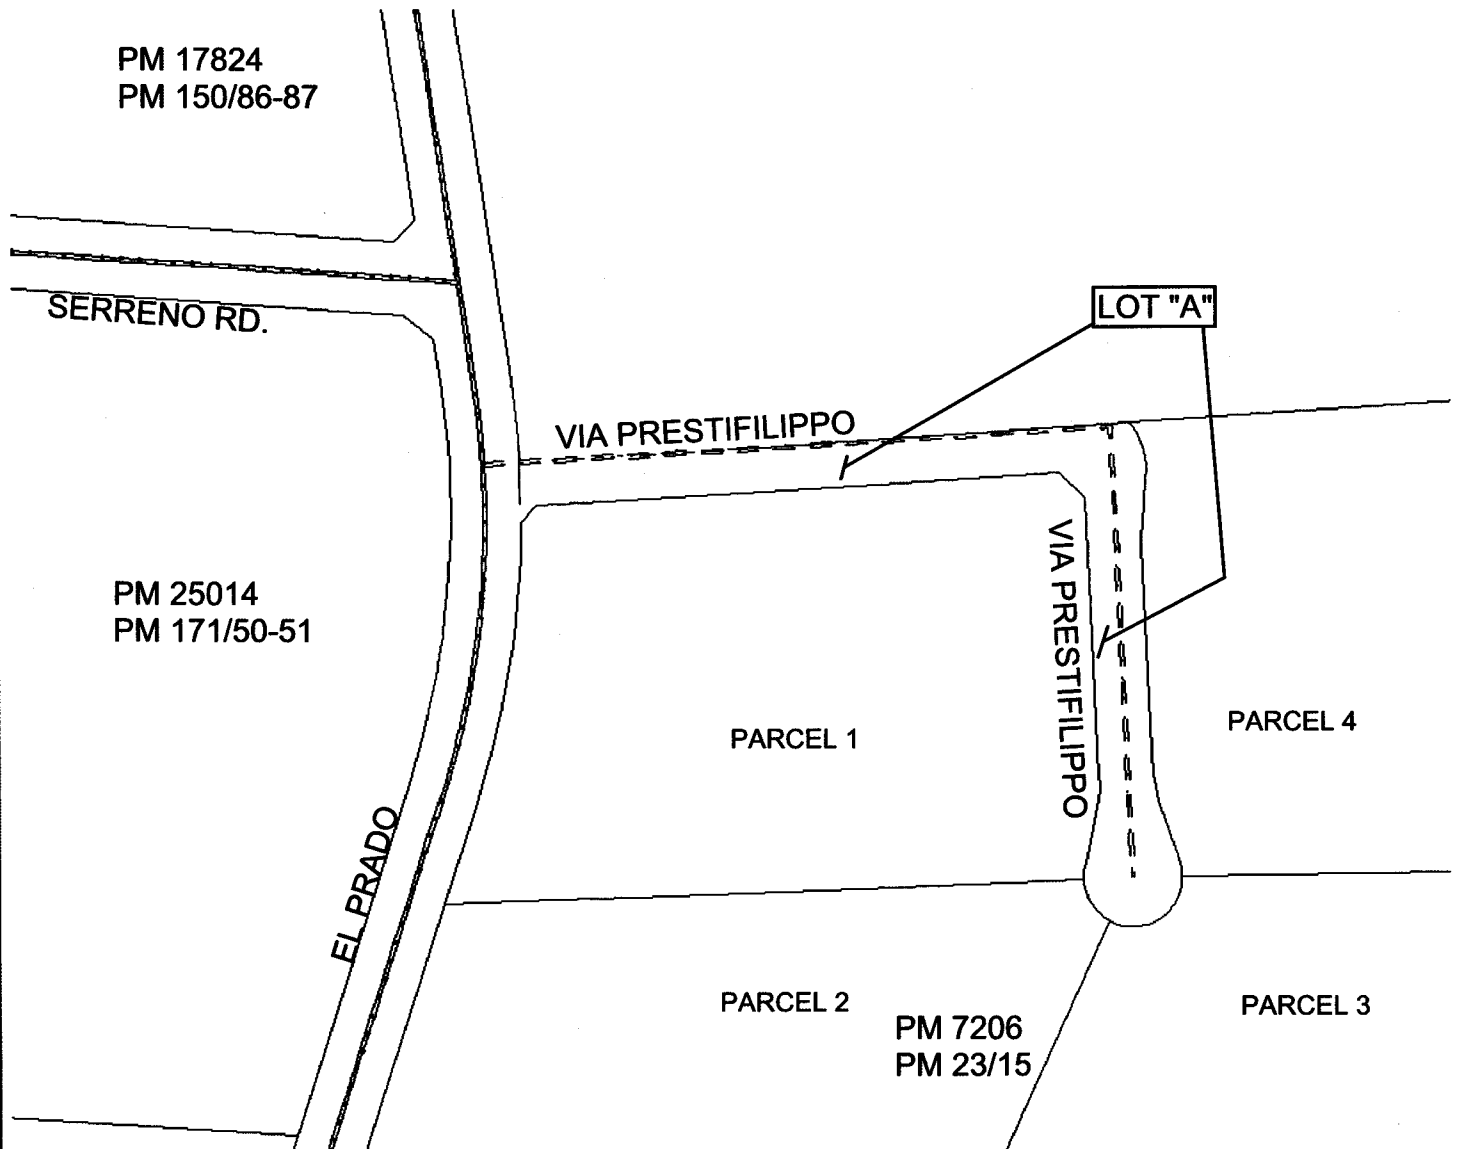 PM 17824
PM 150/86-87
SERRENO RD.
LOT "A"
VIA PRESTIFILIPPO
VIA PRESTIFILIPPO
PM 25014
PM 171/50-51
PARCEL 1
PARCEL 4
EL PRADO
PARCEL 2
PARCEL 3
PM 7206
PM 23/15